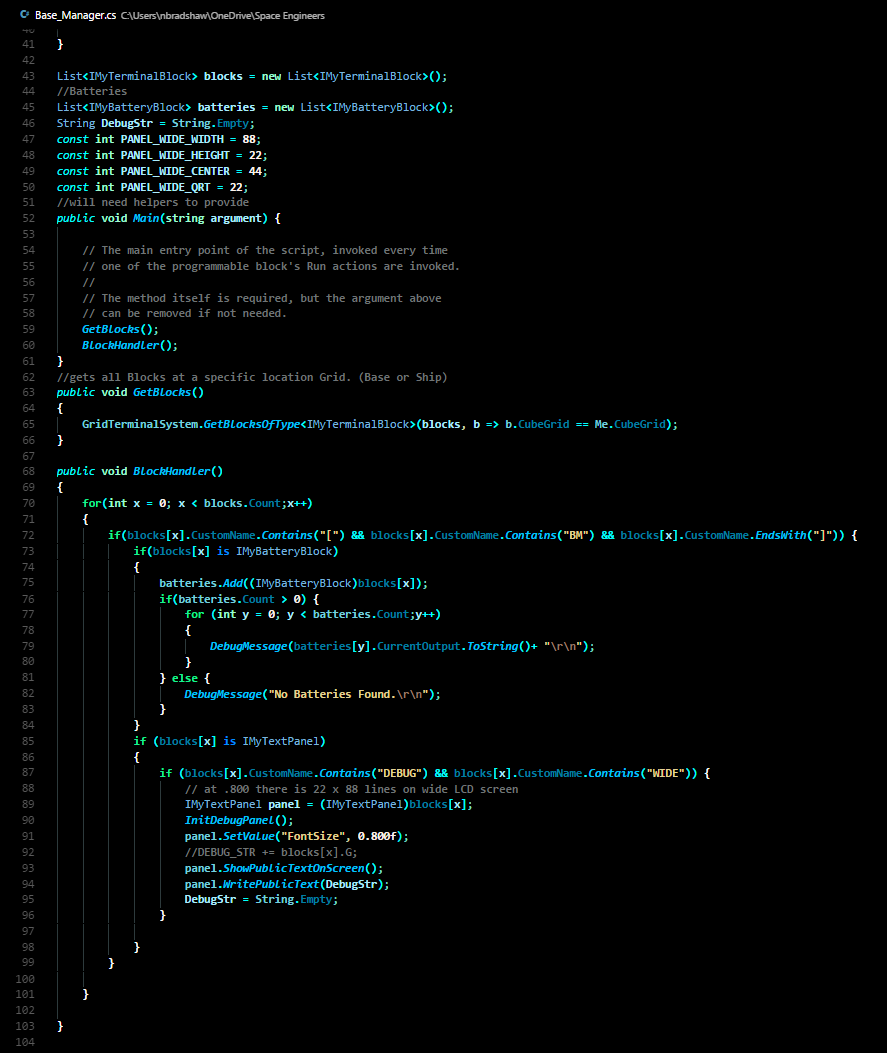 Base_Manager.cs C:\Users\nbradshaw\OneDrive\Space Engineers
40
41 }
42
43 List<IMyTerminalBlock> blocks = new List<IMyTerminalBlock>();
44 //Batteries
45 List<IMyBatteryBlock> batteries = new List<IMyBatteryBlock>();
46 String DebugStr = String.Empty;
47 const int PANEL_WIDE_WIDTH = 88;
48 const int PANEL_WIDE_HEIGHT = 22;
49 const int PANEL_WIDE_CENTER = 44;
50 const int PANEL_WIDE_QRT = 22;
51 //will need helpers to provide
52 public void Main(string argument) {
53
54 // The main entry point of the script, invoked every time
55 // one of the programmable block's Run actions are invoked.
56 //
57 // The method itself is required, but the argument above
58 // can be removed if not needed.
59 GetBlocks();
60 BlockHandler();
61 }
62 //gets all Blocks at a specific location Grid. (Base or Ship)
63 public void GetBlocks()
64 {
65 GridTerminalSystem.GetBlocksOfType<IMyTerminalBlock>(blocks, b => b.CubeGrid == Me.CubeGrid);
66 }
67
68 public void BlockHandler()
69 {
70 for(int x = 0; x < blocks.Count;x++)
71 {
72 if(blocks[x].CustomName.Contains("[") && blocks[x].CustomName.Contains("BM") && blocks[x].CustomName.EndsWith("]")) {
73 if(blocks[x] is IMyBatteryBlock)
74 {
75 batteries.Add((IMyBatteryBlock)blocks[x]);
76 if(batteries.Count > 0) {
77 for (int y = 0; y < batteries.Count;y++)
78 {
79 DebugMessage(batteries[y].CurrentOutput.ToString()+ "\r\n");
80 }
81 } else {
82 DebugMessage("No Batteries Found.\r\n");
83 }
84 }
85 if (blocks[x] is IMyTextPanel)
86 {
87 if (blocks[x].CustomName.Contains("DEBUG") && blocks[x].CustomName.Contains("WIDE")) {
88 // at .800 there is 22 x 88 lines on wide LCD screen
89 IMyTextPanel panel = (IMyTextPanel)blocks[x];
90 InitDebugPanel();
91 panel.SetValue("FontSize", 0.800f);
92 //DEBUG_STR += blocks[x].G;
93 panel.ShowPublicTextOnScreen();
94 panel.WritePublicText(DebugStr);
95 DebugStr = String.Empty;
96 }
97
98 }
99 }
100
101 }
102
103 }
104